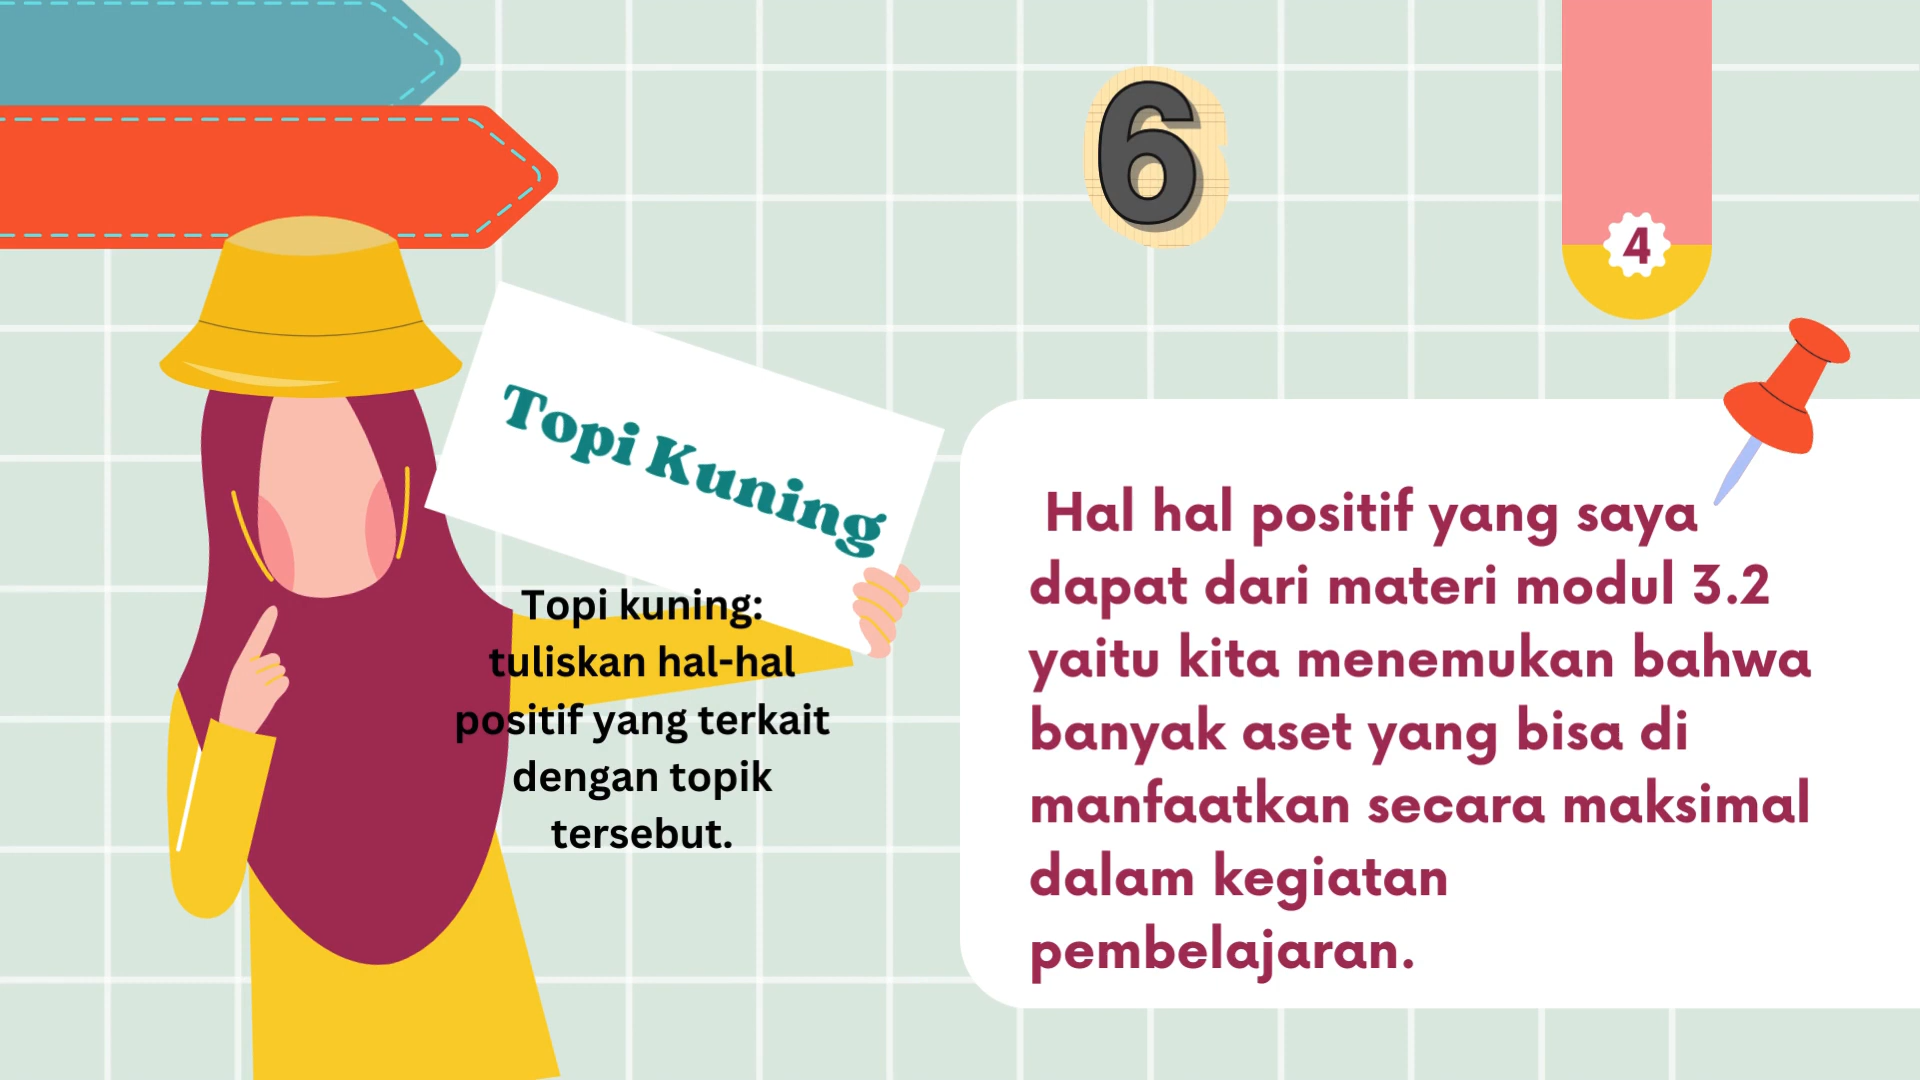 6
4
Topi Kuning
Topi kuning:
tuliskan hal-hal
positif yang terkait
dengan topik
tersebut.
Hal hal positif yang saya
dapat dari materi modul 3.2
yaitu kita menemukan bahwa
banyak aset yang bisa di
manfaatkan secara maksimal
dalam kegiatan
pembelajaran.